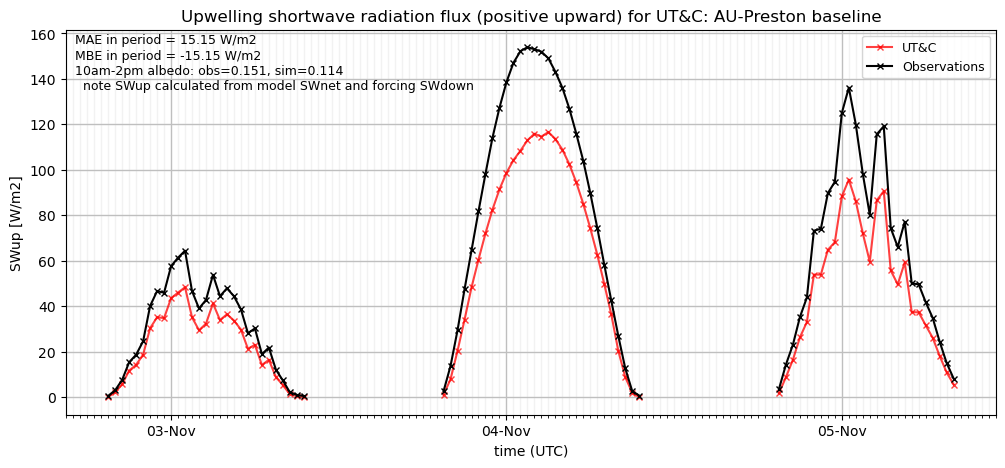 Upwelling shortwave radiation flux (positive upward) for UT&C: AU-Preston baseline
MAE in period = 15.15 W/m2
MBE in period = -15.15 W/m2
10am-2pm albedo: obs=0.151, sim=0.114
note SWup calculated from model SWnet and forcing SWdown
UT&C
Observations
SWup [W/m2]
160
140
120
100
80
60
40
20
0
03-Nov
04-Nov
05-Nov
time (UTC)